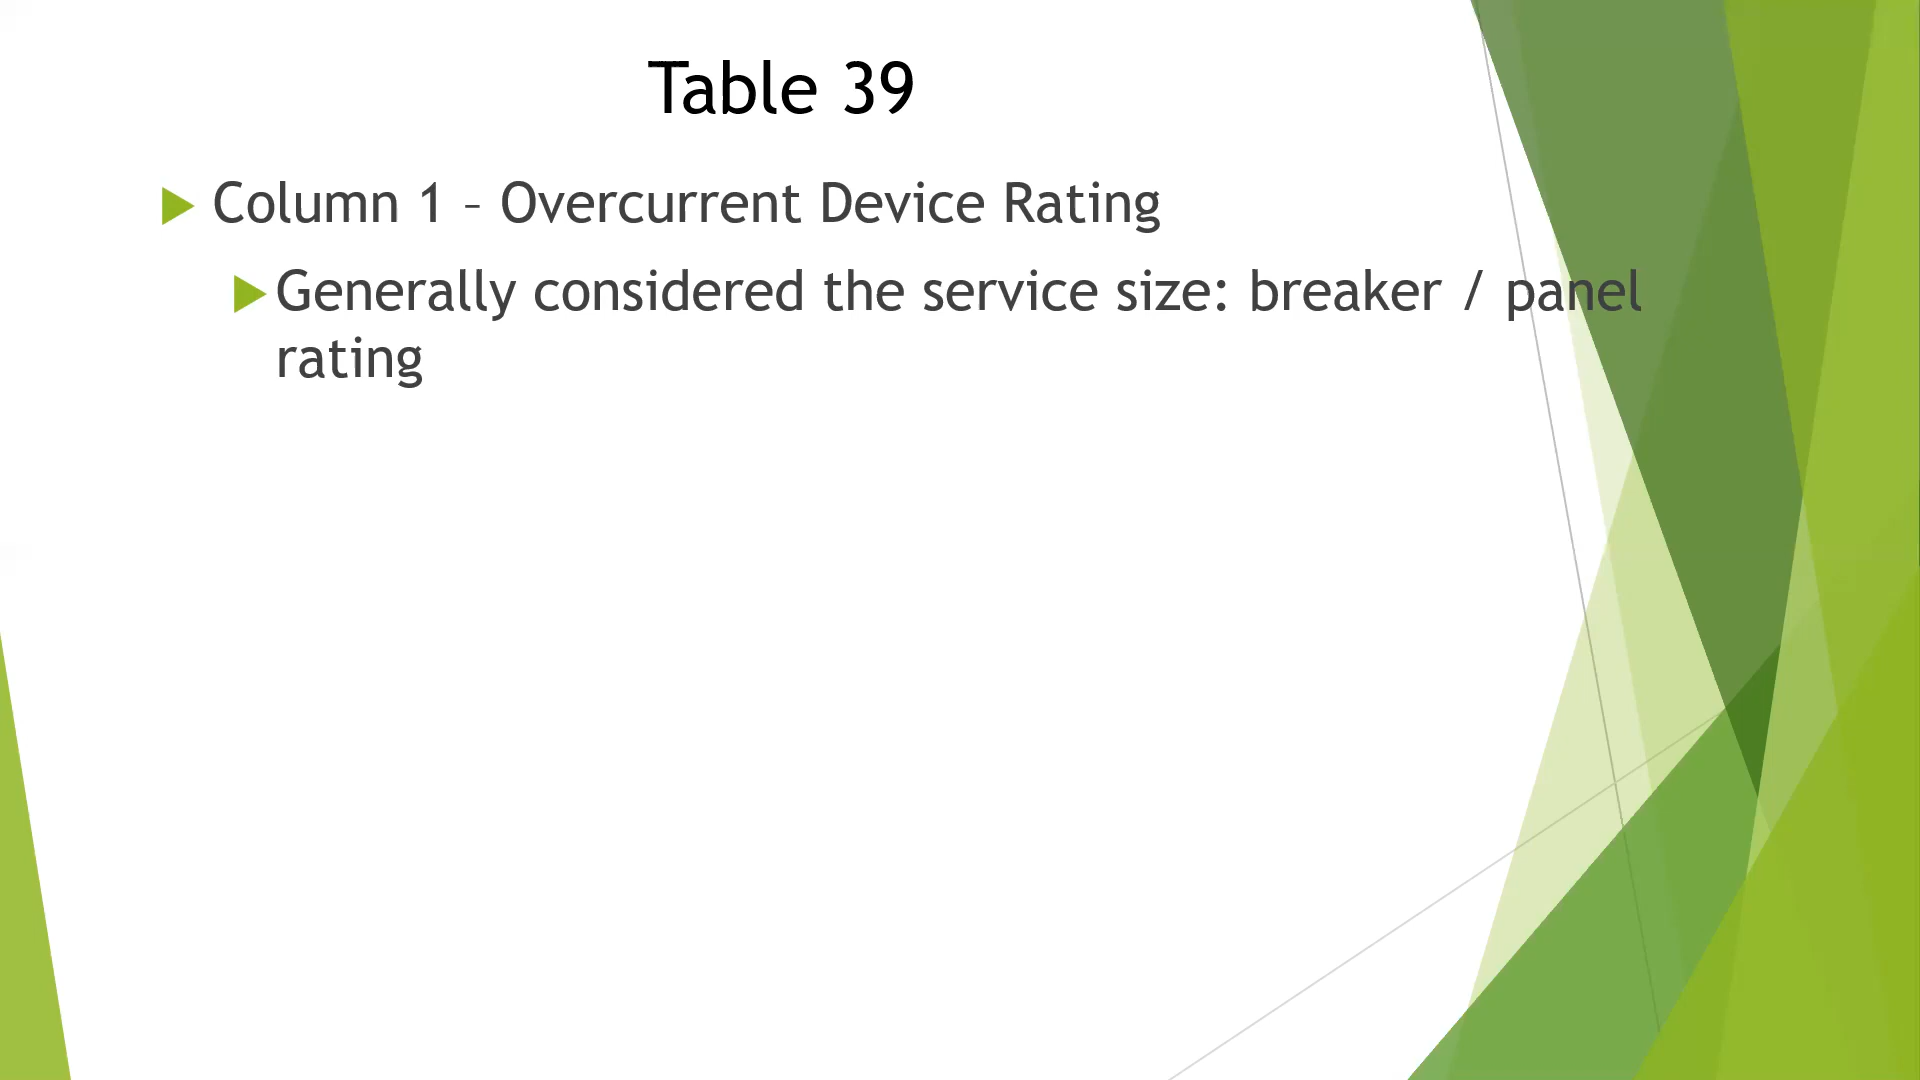 Table 39
Column 1 – Overcurrent Device Rating
Generally considered the service size: breaker / panel
rating